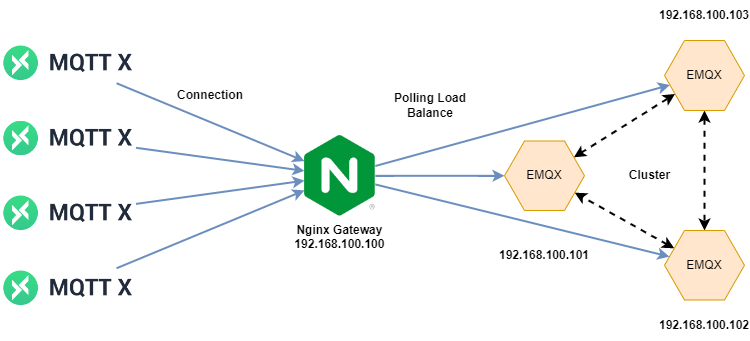 192.168.100.103
MQTT X
EMQX
Connection
Polling Load
Balance
MQTT X
N
®
EMQX
Cluster
MQTT X
Nginx Gateway
192.168.100.100
192.168.100.101
EMQX
MQTT X
192.168.100.102